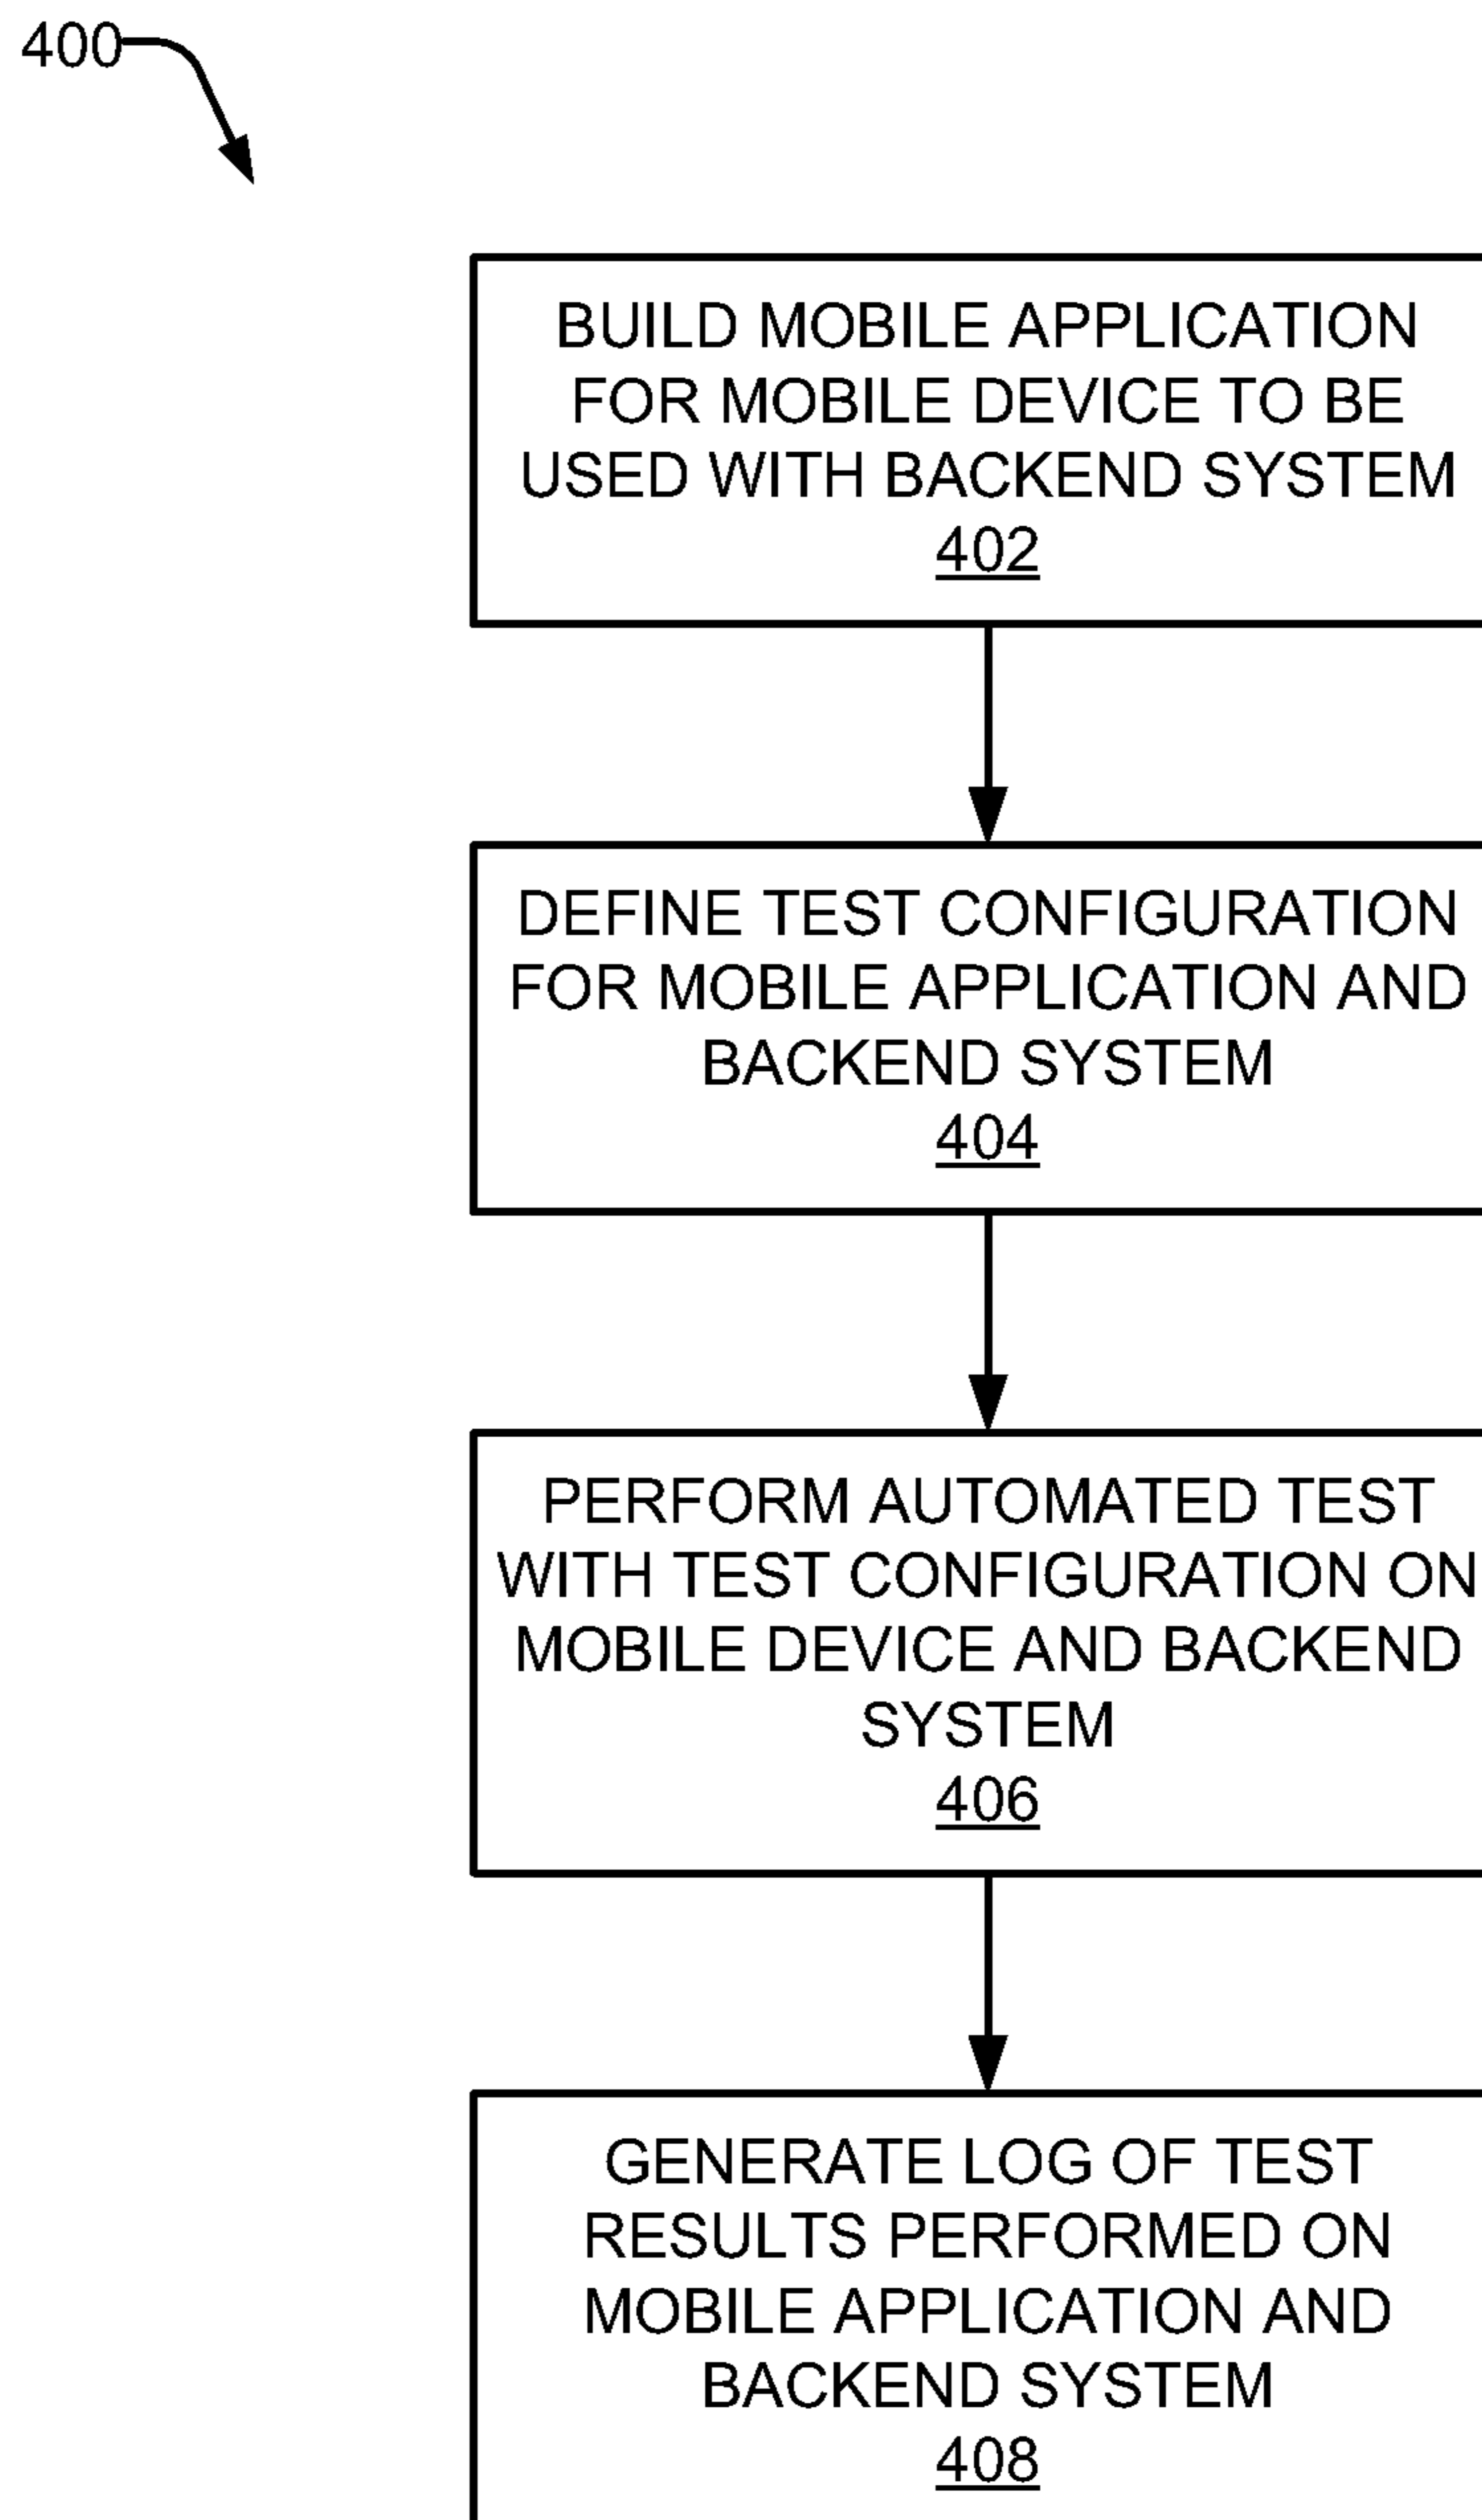 400
BUILD MOBILE APPLICATION
FOR MOBILE DEVICE TO BE
USED WITH BACKEND SYSTEM
402
DEFINE TEST CONFIGURATION
FOR MOBILE APPLICATION AND
BACKEND SYSTEM
404
PERFORM AUTOMATED TEST
WITH TEST CONFIGURATION ON
MOBILE DEVICE AND BACKEND
SYSTEM
406
GENERATE LOG OF TEST
RESULTS PERFORMED ON
MOBILE APPLICATION AND
BACKEND SYSTEM
408